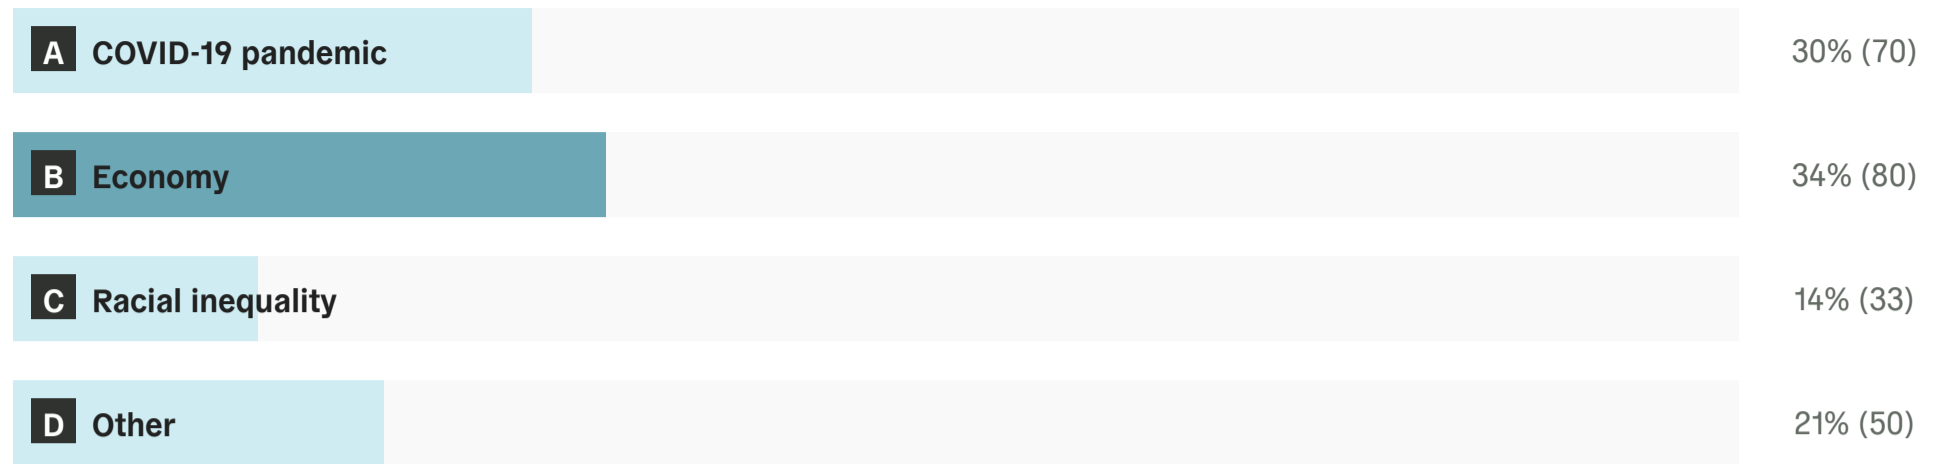 A COVID-19 pandemic 30% (70)
B Economy 34% (80)
C Racial inequality 14% (33)
D Other 21% (50)